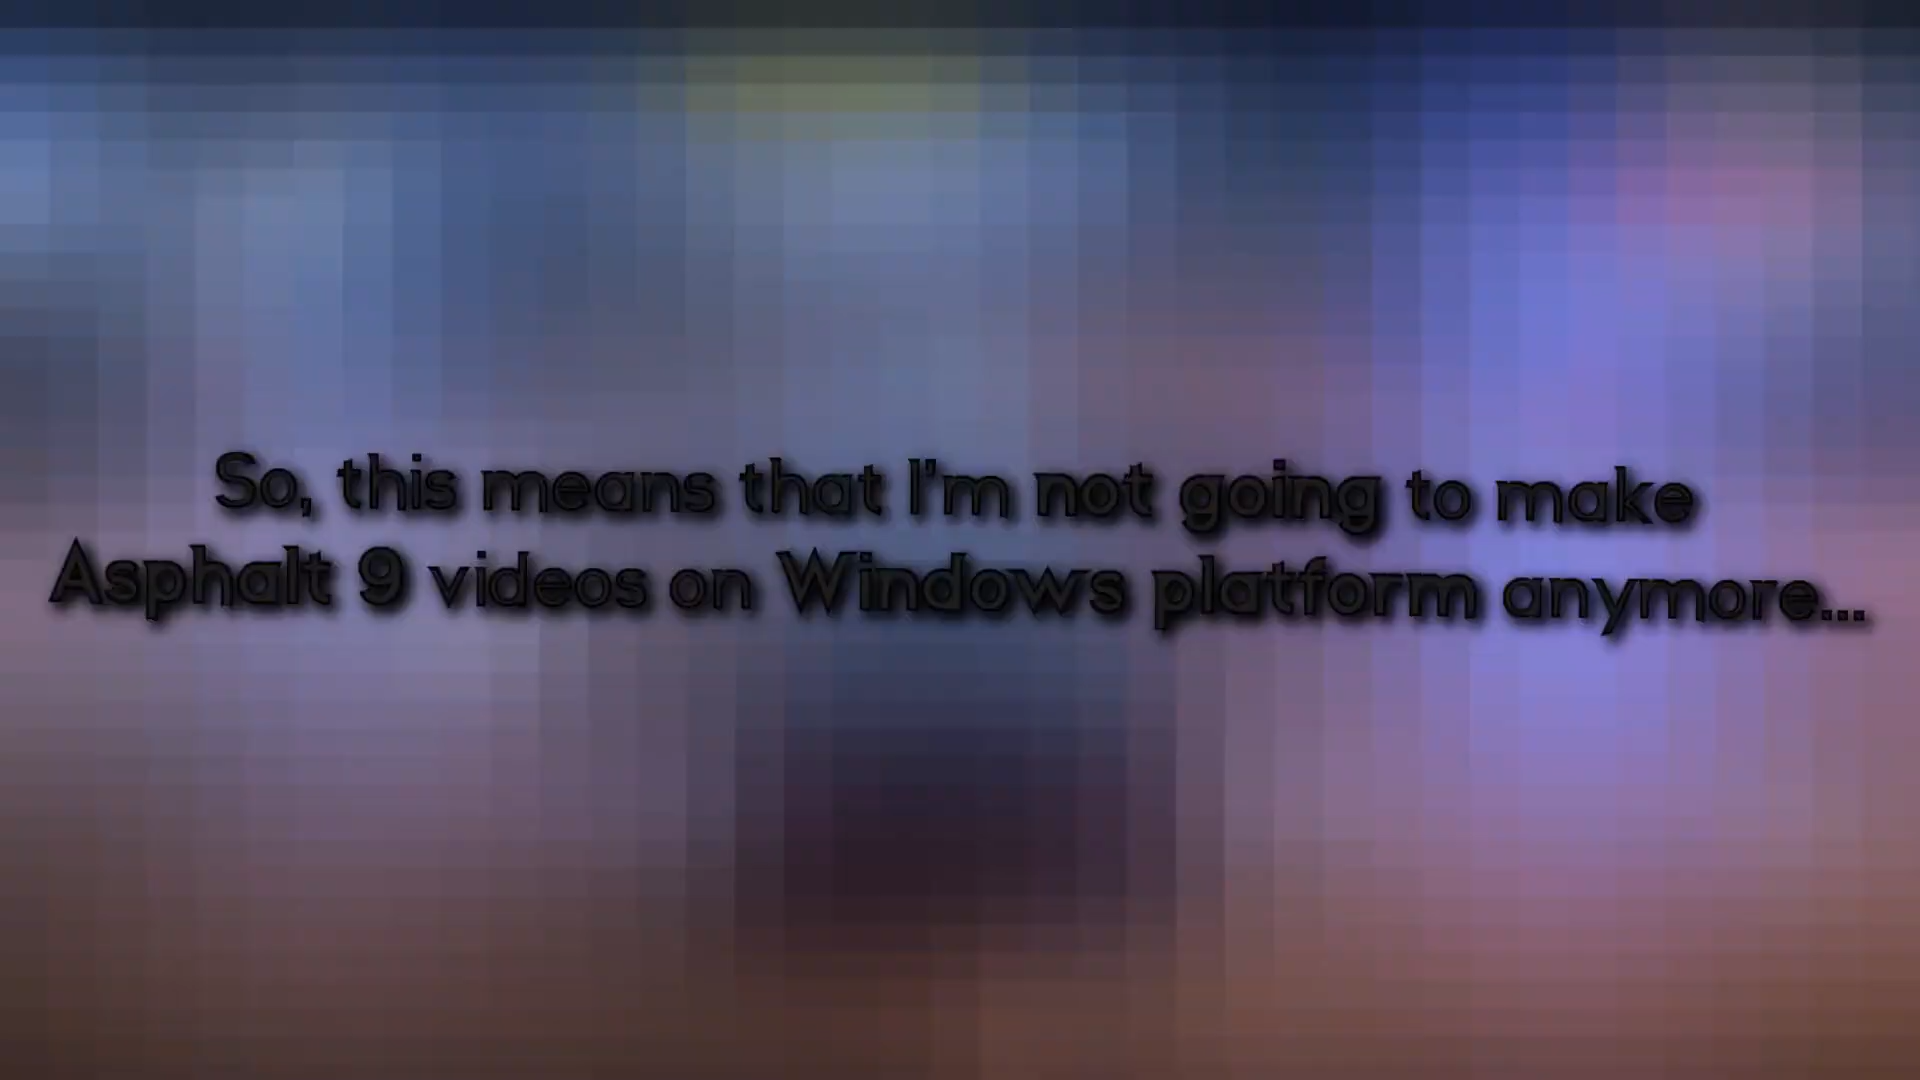 So, this means that I'm not going to make
Asphalt 9 videos on Windows platform anymore...